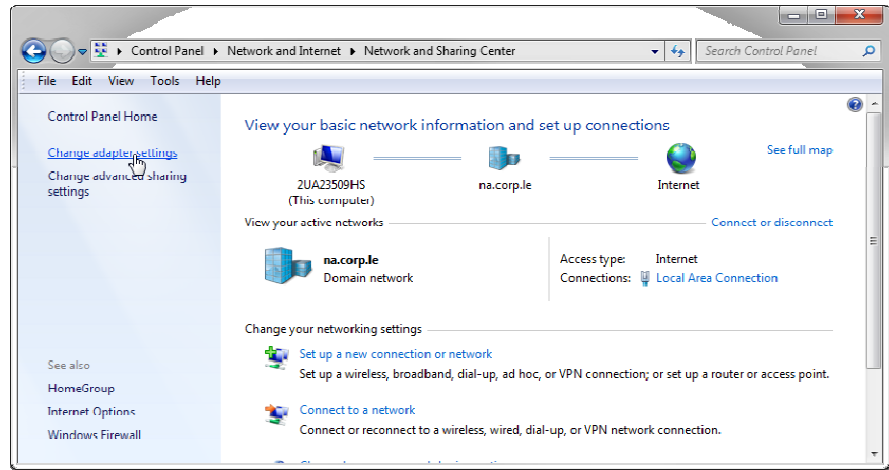 Control Panel ▸ Network and Internet ▸ Network and Sharing Center
Search Control Panel
File Edit View Tools Help
Control Panel Home
Change adapter settings
Change advanced sharing
settings
See also
HomeGroup
Internet Options
Windows Firewall
View your basic network information and set up connections
See full map
2UA23509HS
(This computer)
na.corp.le
Internet
View your active networks
Connect or disconnect
na.corp.le
Domain network
Access type: Internet
Connections: Local Area Connection
Change your networking settings
Set up a new connection or network
Set up a wireless, broadband, dial-up, ad hoc, or VPN connection; or set up a router or access point.
Connect to a network
Connect or reconnect to a wireless, wired, dial-up, or VPN network connection.